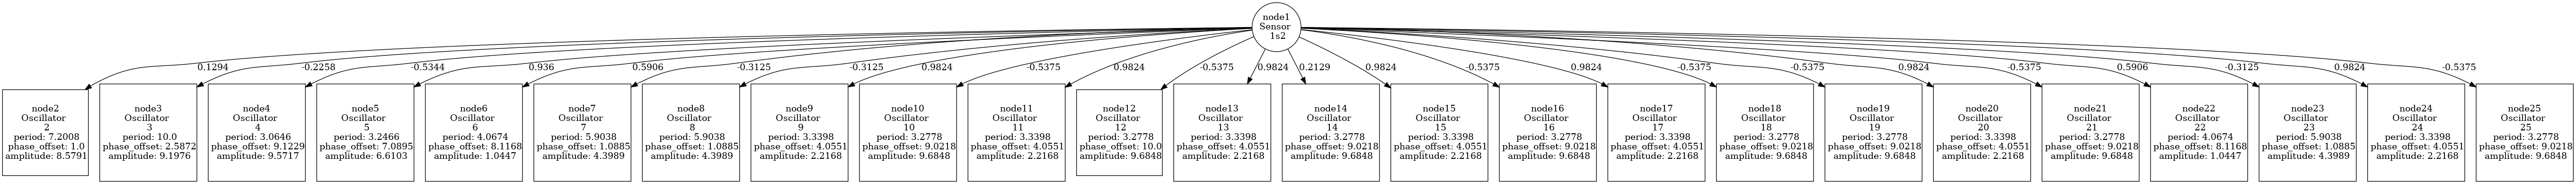 node1
Sensor
1s2
0.1294
-0.2258
-0.5344
0.936
0.5906
-0.3125
-0.3125
0.9824
-0.5375
0.9824
-0.5375
0.9824
0.2129
0.9824
-0.5375
0.9824
-0.5375
-0.5375
0.9824
-0.5375
0.5906
-0.3125
0.9824
-0.5375
node2
Oscillator
2
period: 7.2008
phase_offset: 1.0
amplitude: 8.5791
node3
Oscillator
3
period: 10.0
phase_offset: 2.5872
amplitude: 9.1976
node4
Oscillator
4
period: 3.0646
phase_offset: 9.1229
amplitude: 9.5717
node5
Oscillator
5
period: 3.2466
phase_offset: 7.0895
amplitude: 6.6103
node6
Oscillator
6
period: 4.0674
phase_offset: 8.1168
amplitude: 1.0447
node7
Oscillator
7
period: 5.9038
phase_offset: 1.0885
amplitude: 4.3989
node8
Oscillator
8
period: 5.9038
phase_offset: 1.0885
amplitude: 4.3989
node9
Oscillator
9
period: 3.3398
phase_offset: 4.0551
amplitude: 2.2168
node10
Oscillator
10
period: 3.2778
phase_offset: 9.0218
amplitude: 9.6848
node11
Oscillator
11
period: 3.3398
phase_offset: 4.0551
amplitude: 2.2168
node12
Oscillator
12
period: 3.2778
phase_offset: 10.0
amplitude: 9.6848
node13
Oscillator
13
period: 3.3398
phase_offset: 4.0551
amplitude: 2.2168
node14
Oscillator
14
period: 3.2778
phase_offset: 9.0218
amplitude: 9.6848
node15
Oscillator
15
period: 3.3398
phase_offset: 4.0551
amplitude: 2.2168
node16
Oscillator
16
period: 3.2778
phase_offset: 9.0218
amplitude: 9.6848
node17
Oscillator
17
period: 3.3398
phase_offset: 4.0551
amplitude: 2.2168
node18
Oscillator
18
period: 3.2778
phase_offset: 9.0218
amplitude: 9.6848
node19
Oscillator
19
period: 3.2778
phase_offset: 9.0218
amplitude: 9.6848
node20
Oscillator
20
period: 3.3398
phase_offset: 4.0551
amplitude: 2.2168
node21
Oscillator
21
period: 3.2778
phase_offset: 9.0218
amplitude: 9.6848
node22
Oscillator
22
period: 4.0674
phase_offset: 8.1168
amplitude: 1.0447
node23
Oscillator
23
period: 5.9038
phase_offset: 1.0885
amplitude: 4.3989
node24
Oscillator
24
period: 3.3398
phase_offset: 4.0551
amplitude: 2.2168
node25
Oscillator
25
period: 3.2778
phase_offset: 9.0218
amplitude: 9.6848